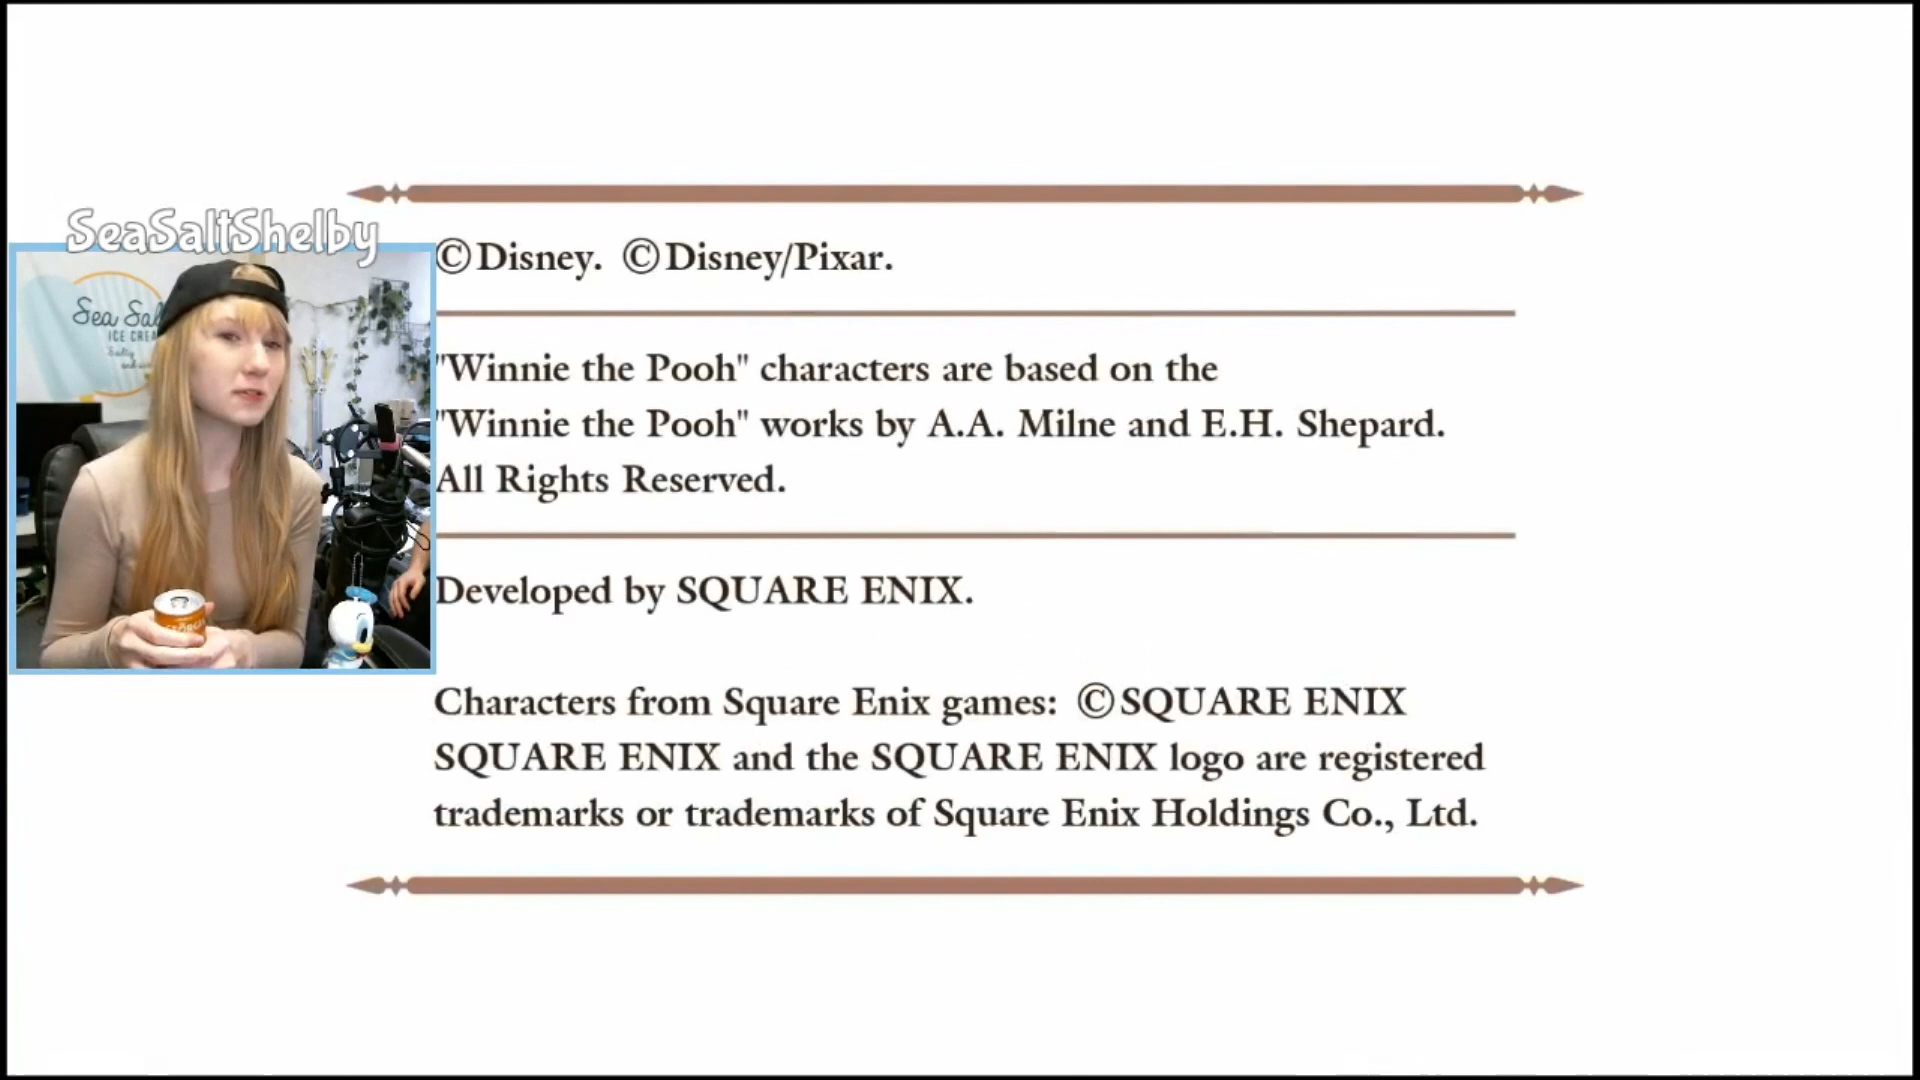 SeaSaltShelby
©Disney. ©Disney/Pixar.
"Winnie the Pooh" characters are based on the
"Winnie the Pooh" works by A.A. Milne and E.H. Shepard.
All Rights Reserved.
Developed by SQUARE ENIX.
Characters from Square Enix games: ©SQUARE ENIX
SQUARE ENIX and the SQUARE ENIX logo are registered
trademarks or trademarks of Square Enix Holdings Co., Ltd.
Sea Sal
ICE CREA
Salty